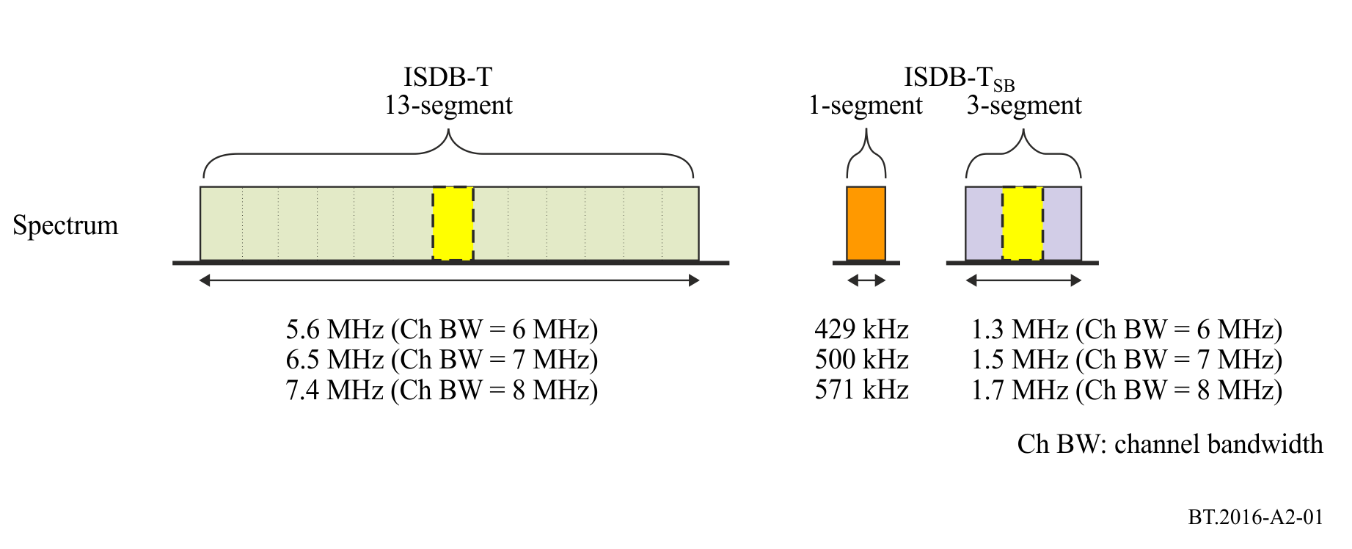 ISDB-T
13-segment
ISDB-TSB
1-segment 3-segment
Spectrum
5.6 MHz (Ch BW = 6 MHz)
6.5 MHz (Ch BW = 7 MHz)
7.4 MHz (Ch BW = 8 MHz)
429 kHz
500 kHz
571 kHz
1.3 MHz (Ch BW = 6 MHz)
1.5 MHz (Ch BW = 7 MHz)
1.7 MHz (Ch BW = 8 MHz)
Ch BW: channel bandwidth
BT.2016-A2-01